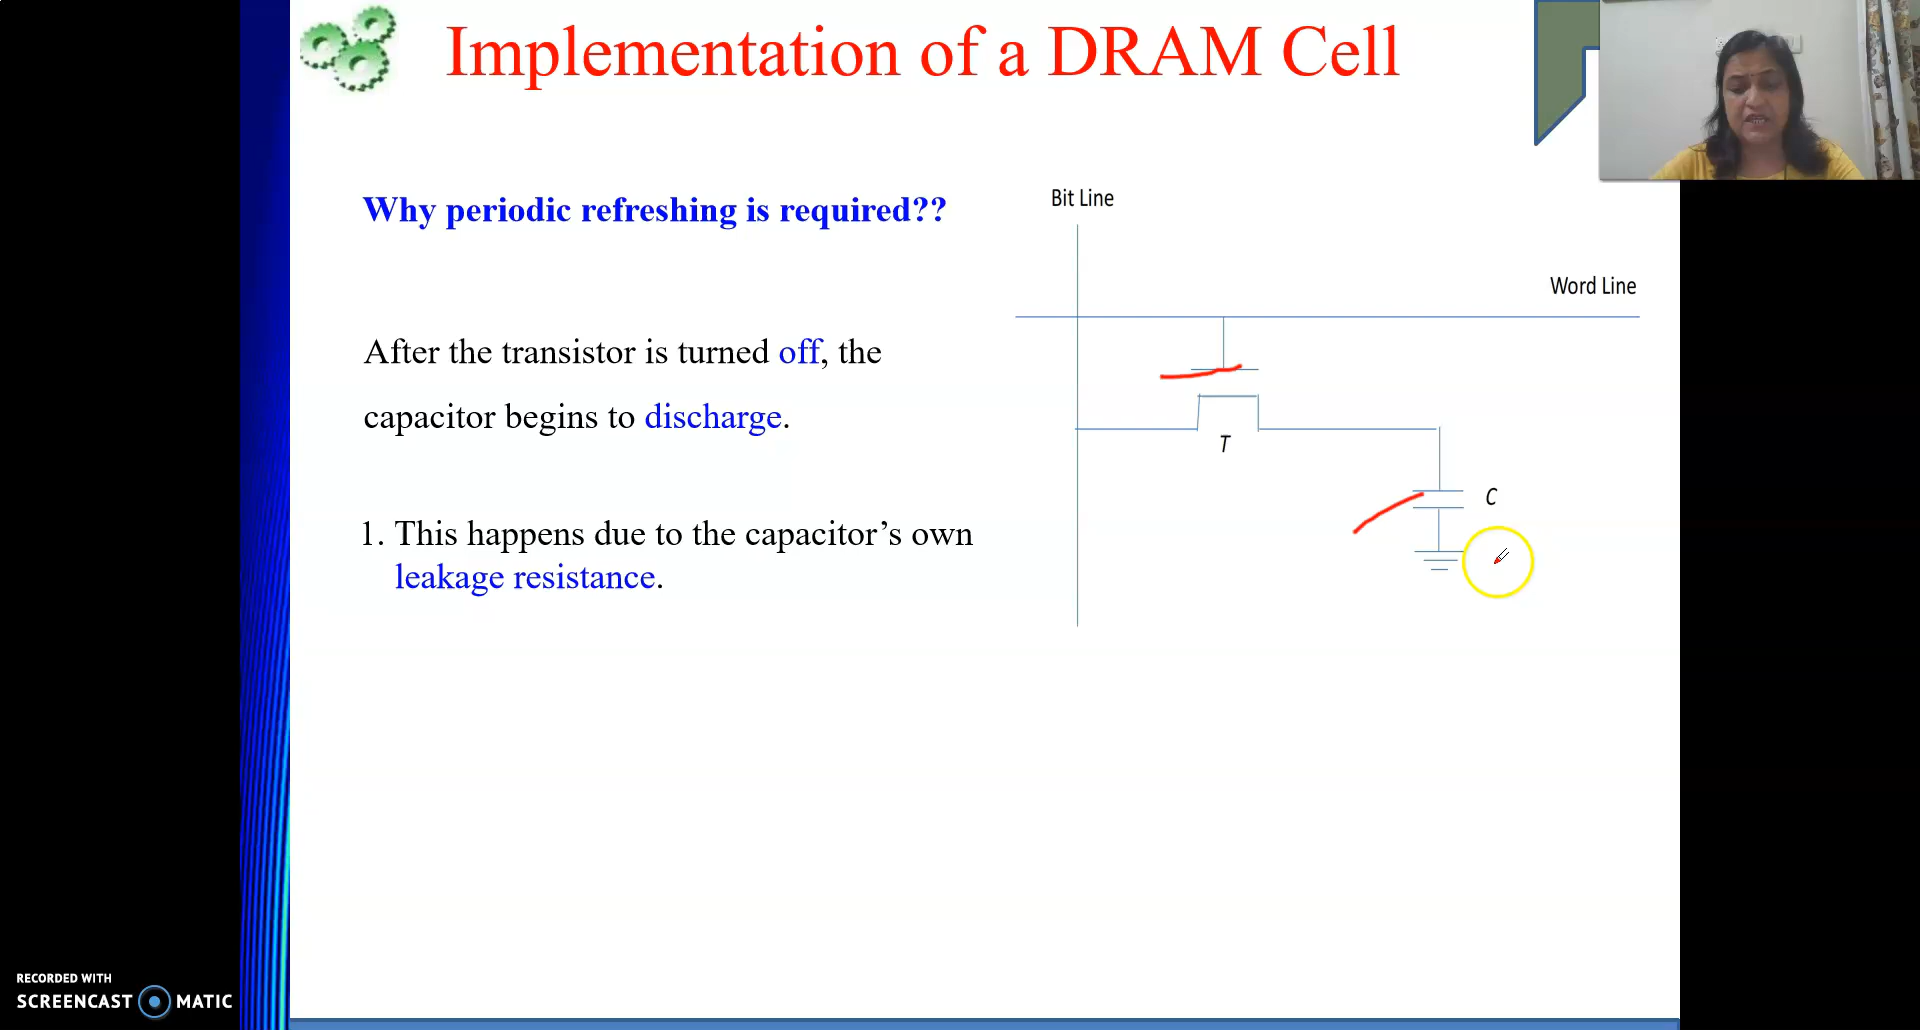 Implementation of a DRAM Cell
Why periodic refreshing is required??
After the transistor is turned off, the
capacitor begins to discharge.
1. This happens due to the capacitor’s own
leakage resistance.
Bit Line
Word Line
T
C
RECORDED WITH
SCREENCAST MATIC